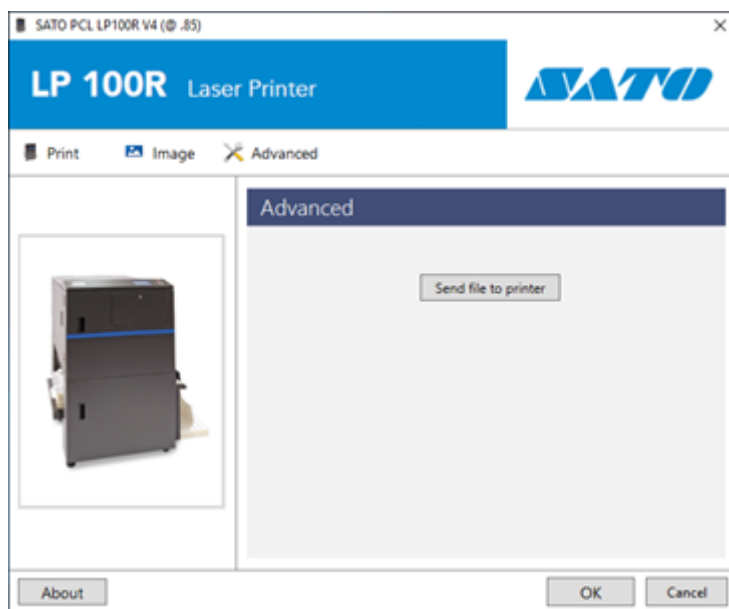 SATO PCL LP100R V4 (@ .85)
LP 100R Laser Printer
SATO
Print Image Advanced
Advanced
Send file to printer
About OK Cancel